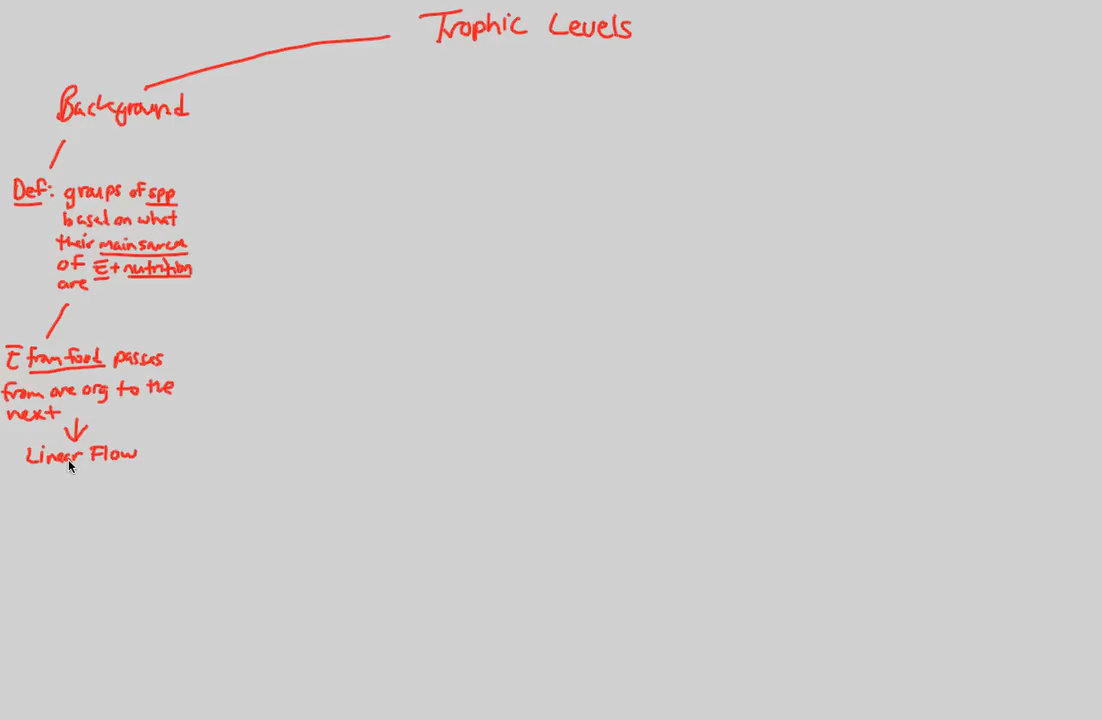 Trophic Levels
Background
Def: groups of spp
based on what
their main source
of E + nutrition
are
E from food passes
from one org to the
next
Linear Flow